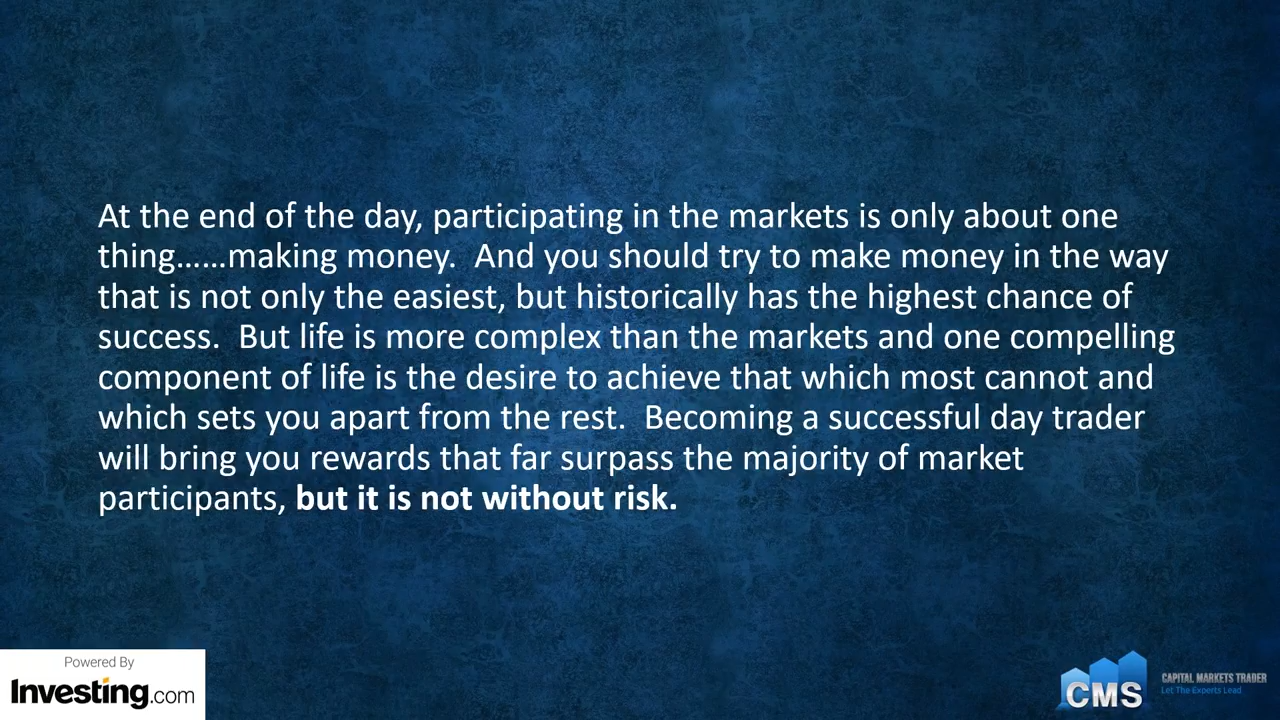 At the end of the day, participating in the markets is only about one
thing……making money.  And you should try to make money in the way
that is not only the easiest, but historically has the highest chance of
success.  But life is more complex than the markets and one compelling
component of life is the desire to achieve that which most cannot and
which sets you apart from the rest.  Becoming a successful day trader
will bring you rewards that far surpass the majority of market
participants, but it is not without risk.
Powered By
Investing.com
CMS
CAPITAL MARKETS TRADER
Let The Experts Lead